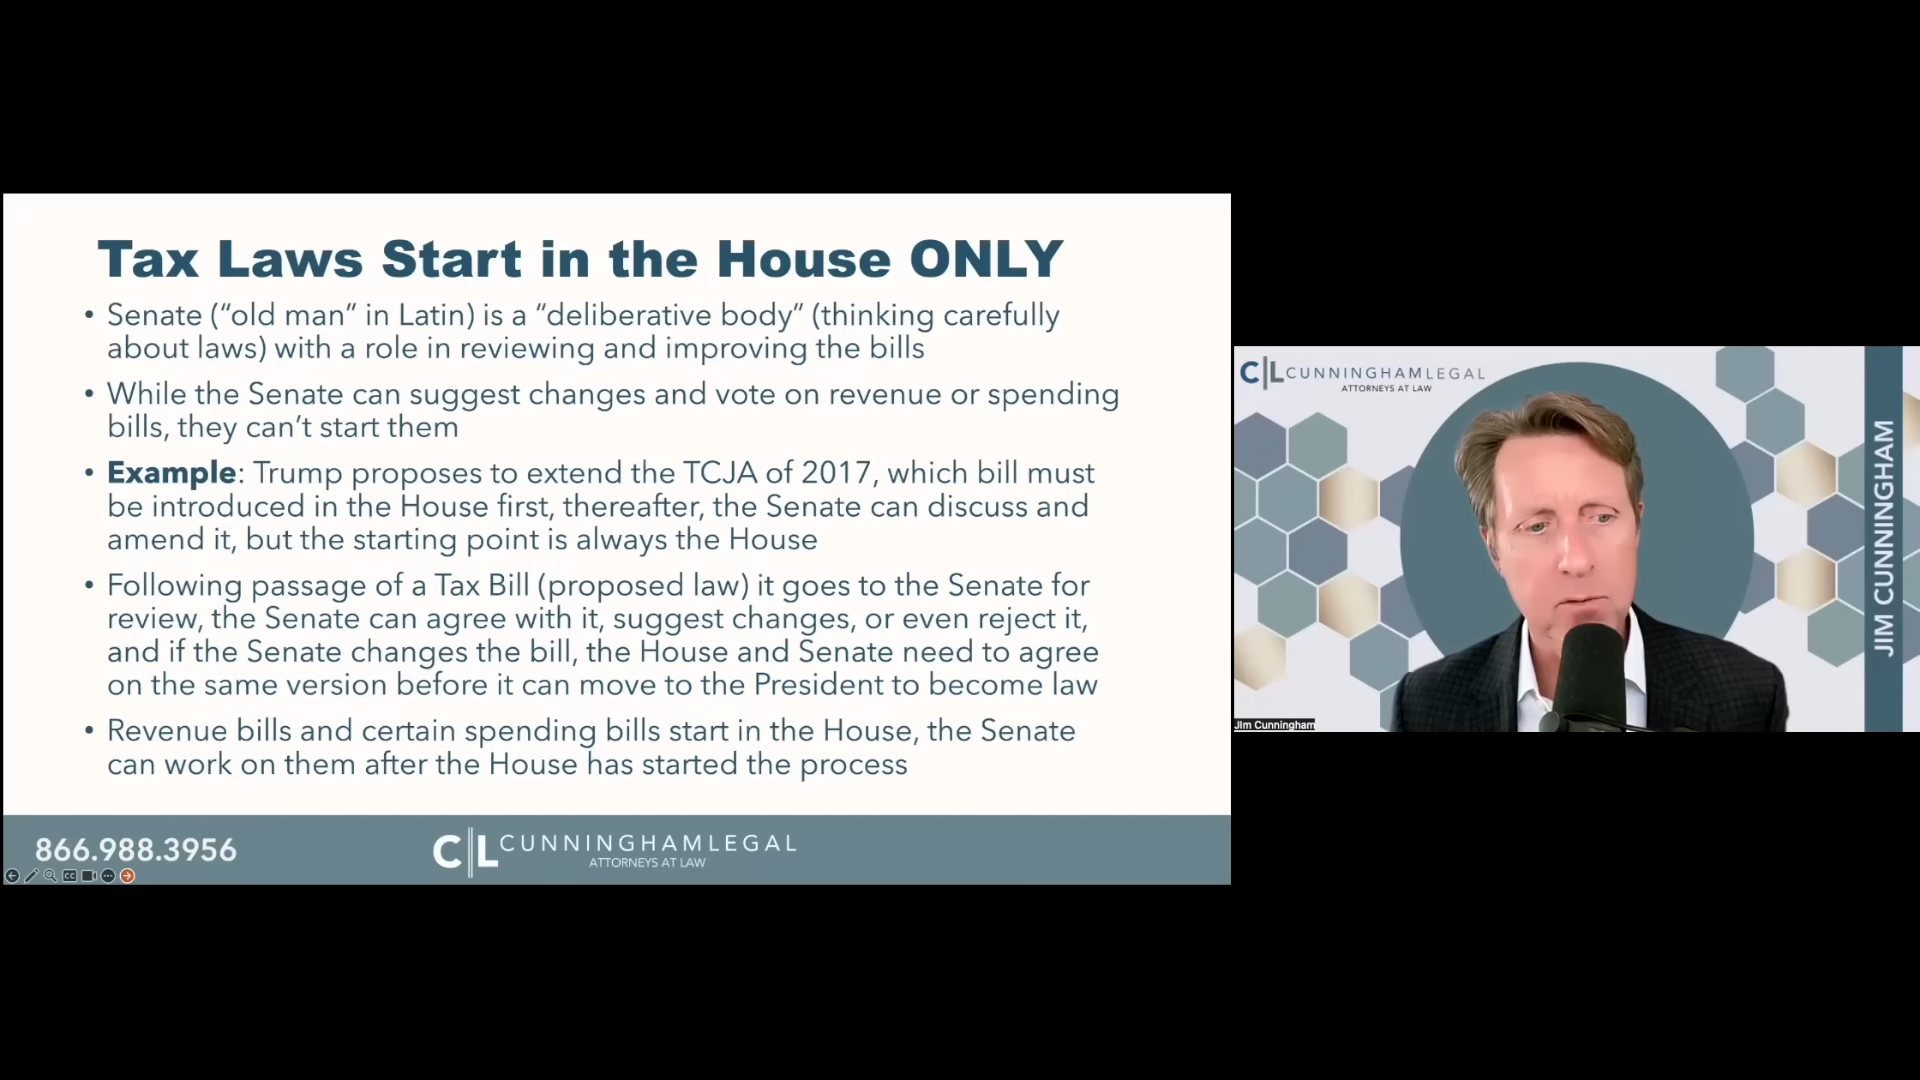 Tax Laws Start in the House ONLY
• Senate (“old man” in Latin) is a “deliberative body” (thinking carefully
about laws) with a role in reviewing and improving the bills
• While the Senate can suggest changes and vote on revenue or spending
bills, they can’t start them
• Example: Trump proposes to extend the TCJA of 2017, which bill must
be introduced in the House first, thereafter, the Senate can discuss and
amend it, but the starting point is always the House
• Following passage of a Tax Bill (proposed law) it goes to the Senate for
review, the Senate can agree with it, suggest changes, or even reject it,
and if the Senate changes the bill, the House and Senate need to agree
on the same version before it can move to the President to become law
• Revenue bills and certain spending bills start in the House, the Senate
can work on them after the House has started the process
866.988.3956
CL CUNNINGHAMLEGAL
ATTORNEYS AT LAW
CC
CL CUNNINGHAMLEGAL
ATTORNEYS AT LAW
JIM CUNNINGHAM
JIm Cunningham